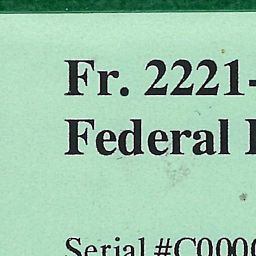 Fr. 2221-
Federal
Serial #C000